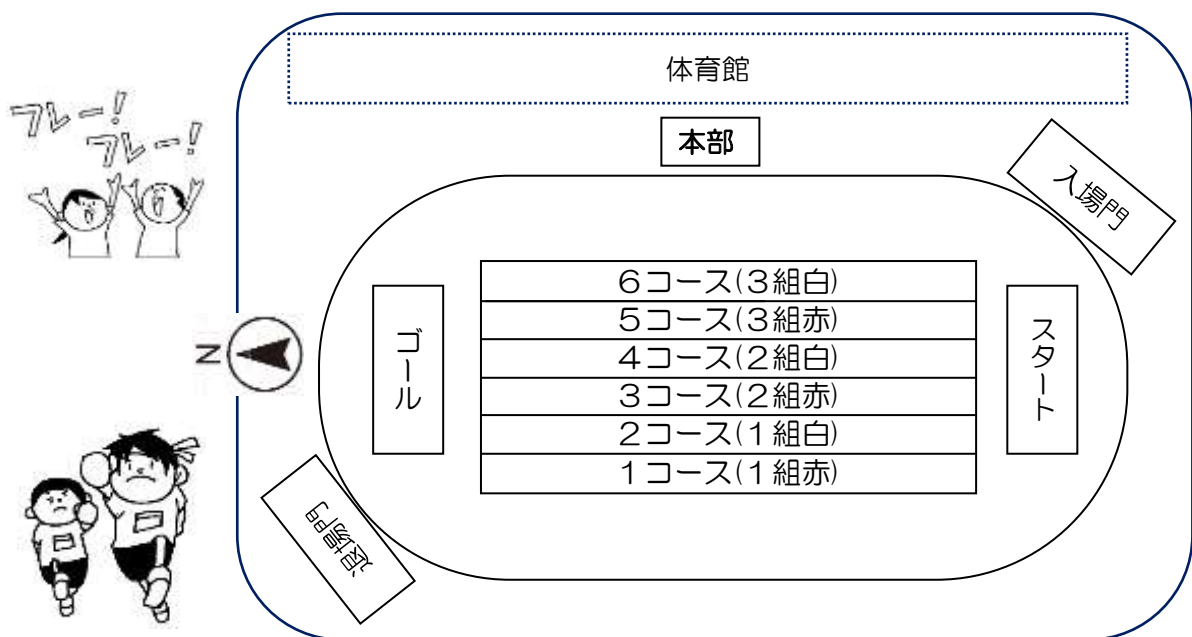 体育館
フレー!
フレー!
本部
入場門
N
ゴール
6コース(3組白)
5コース(3組赤)
4コース(2組白)
3コース(2組赤)
2コース(1組白)
1コース(1組赤)
スタート
退場門